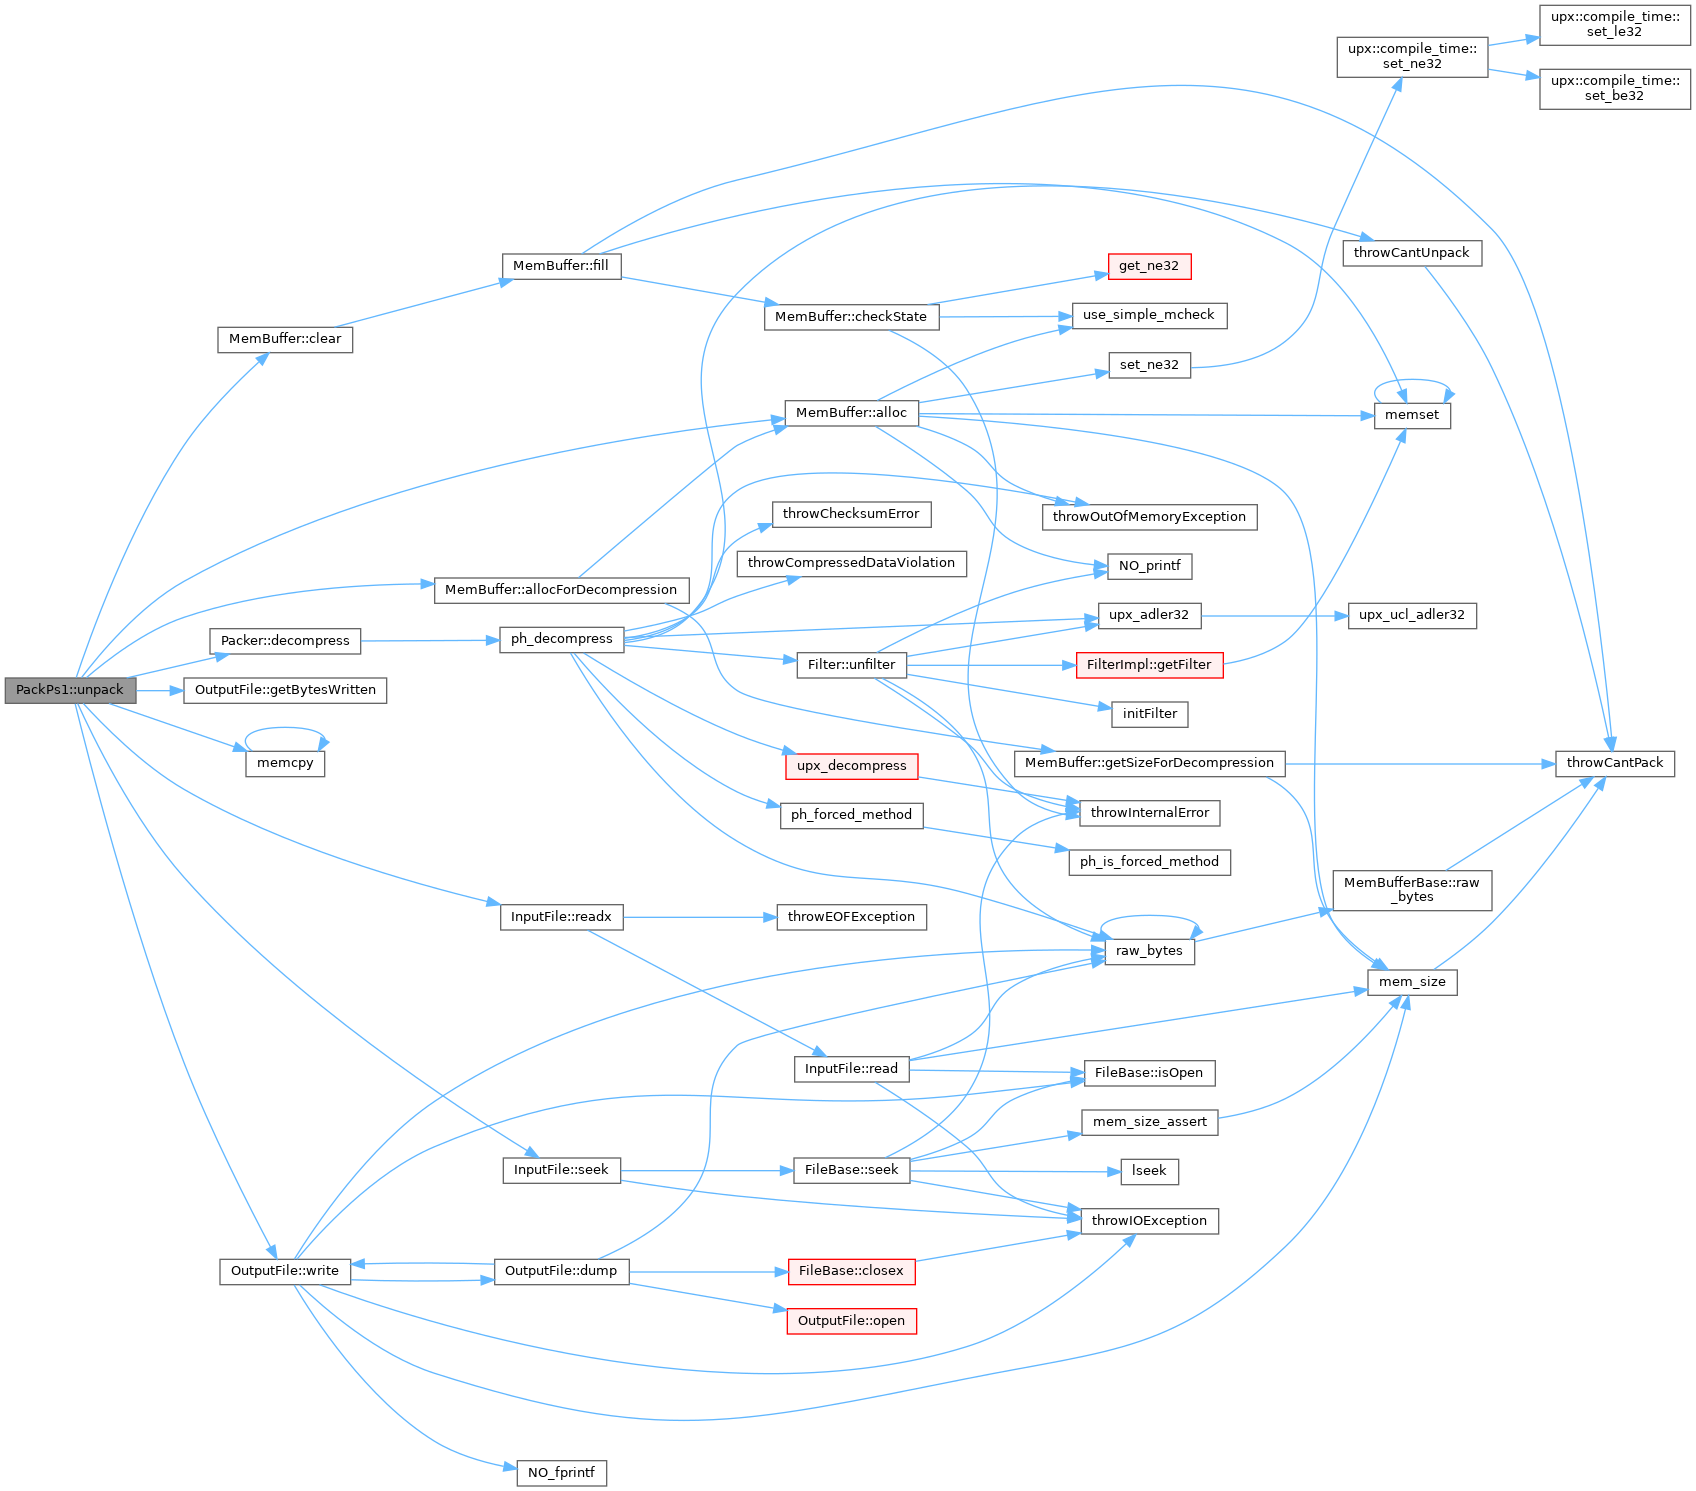 upx::compile_time::
set_le32
upx::compile_time::
set_ne32
upx::compile_time::
set_be32
MemBuffer::fill
throwCantUnpack
get_ne32
MemBuffer::checkState
use_simple_mcheck
MemBuffer::clear
set_ne32
MemBuffer::alloc
memset
throwChecksumError
throwOutOfMemoryException
throwCompressedDataViolation
NO_printf
MemBuffer::allocForDecompression
upx_adler32
upx_ucl_adler32
Packer::decompress
ph_decompress
Filter::unfilter
FilterImpl::getFilter
PackPs1::unpack
OutputFile::getBytesWritten
initFilter
memcpy
upx_decompress
MemBuffer::getSizeForDecompression
throwCantPack
ph_forced_method
throwInternalError
ph_is_forced_method
MemBufferBase::raw
_bytes
InputFile::readx
throwEOFException
raw_bytes
mem_size
InputFile::read
FileBase::isOpen
mem_size_assert
InputFile::seek
FileBase::seek
lseek
throwIOException
OutputFile::write
OutputFile::dump
FileBase::closex
OutputFile::open
NO_fprintf